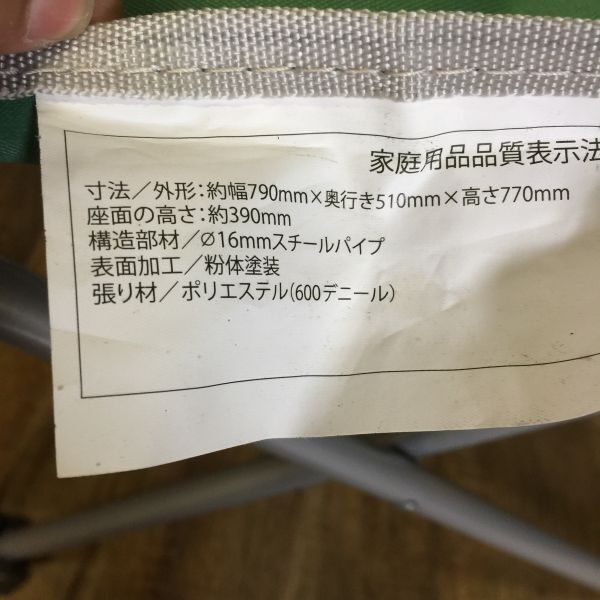 家庭用品品質表示法
寸法/外形:約幅790mm×奥行き510mm×高さ770mm
座面の高さ:約390mm
構造部材/Ø16mmスチールパイプ
表面加工/粉体塗装
張り材/ポリエステル(600デニール)